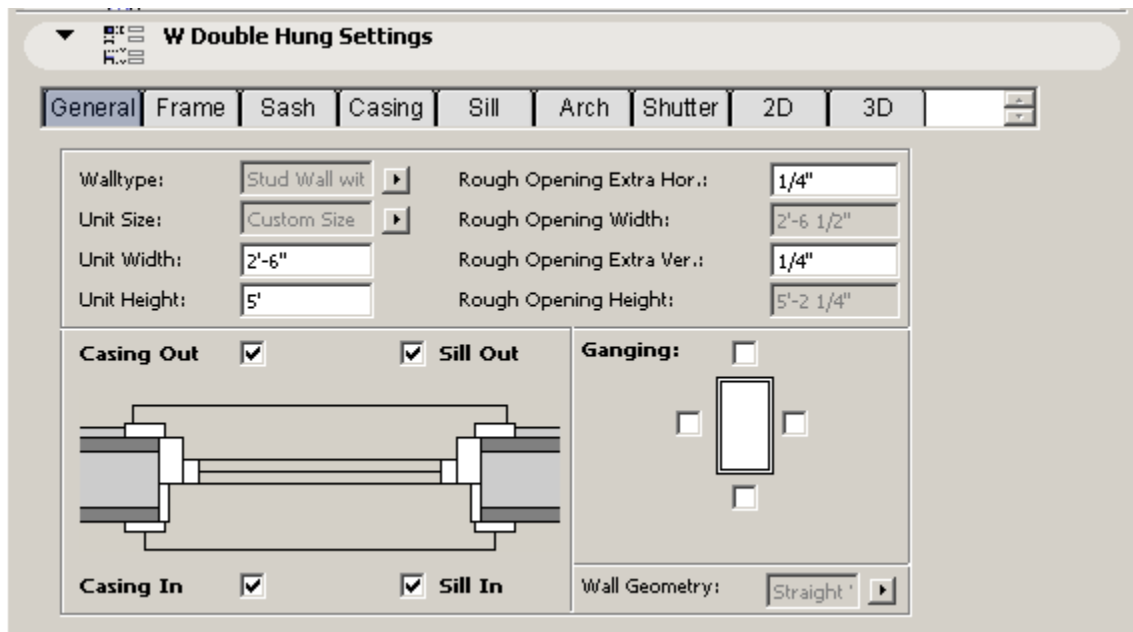 W Double Hung Settings
General Frame Sash Casing Sill Arch Shutter 2D 3D
Walltype: Stud Wall wit Rough Opening Extra Hor.: 1/4"
Unit Size: Custom Size Rough Opening Width: 2'-6 1/2"
Unit Width: 2'-6" Rough Opening Extra Ver.: 1/4"
Unit Height: 5' Rough Opening Height: 5'-2 1/4"
Casing Out Sill Out Ganging:
Casing In Sill In Wall Geometry: Straight '